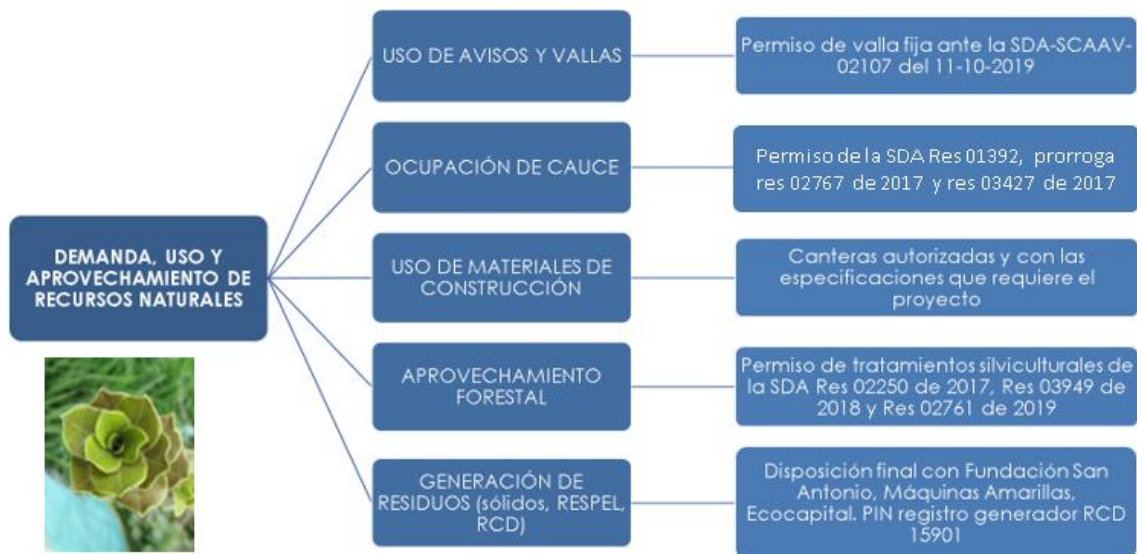 USO DE AVISOS Y VALLAS
Permiso de valla fija ante la SDA-SCAAV-
02107 del 11-10-2019
OCUPACIÓN DE CAUCE
Permiso de la SDA Res 01392, prorroga
res 02767 de 2017 y res 03427 de 2017
DEMANDA, USO Y
APROVECHAMIENTO DE
RECURSOS NATURALES
USO DE MATERIALES DE
CONSTRUCCIÓN
Canteras autorizadas y con las
especificaciones que requiere el
proyecto
APROVECHAMIENTO
FORESTAL
Permiso de tratamientos silviculturales de
la SDA Res 02250 de 2017, Res 03949 de
2018 y Res 02761 de 2019
GENERACIÓN DE
RESIDUOS (sólidos, RESPEL,
RCD)
Disposición final con Fundación San
Antonio, Máquinas Amarillas,
Ecocapital. PIN registro generador RCD
15901